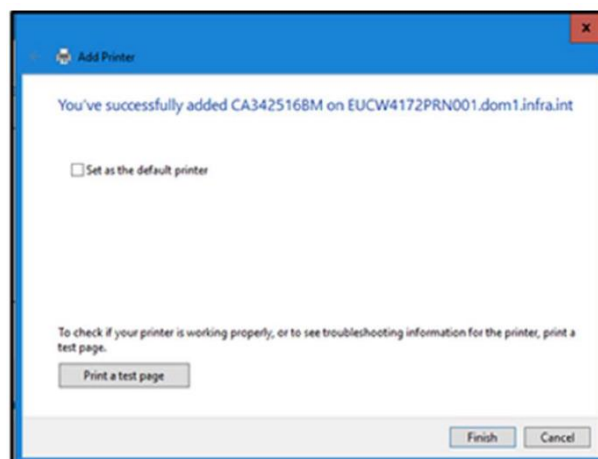 Add Printer
You've successfully added CA342516BM on EUCW4172PRN001.dom1.infra.int
Set as the default printer
To check if your printer is working properly, or to see troubleshooting information for the printer, print a
test page.
Print a test page
Finish Cancel